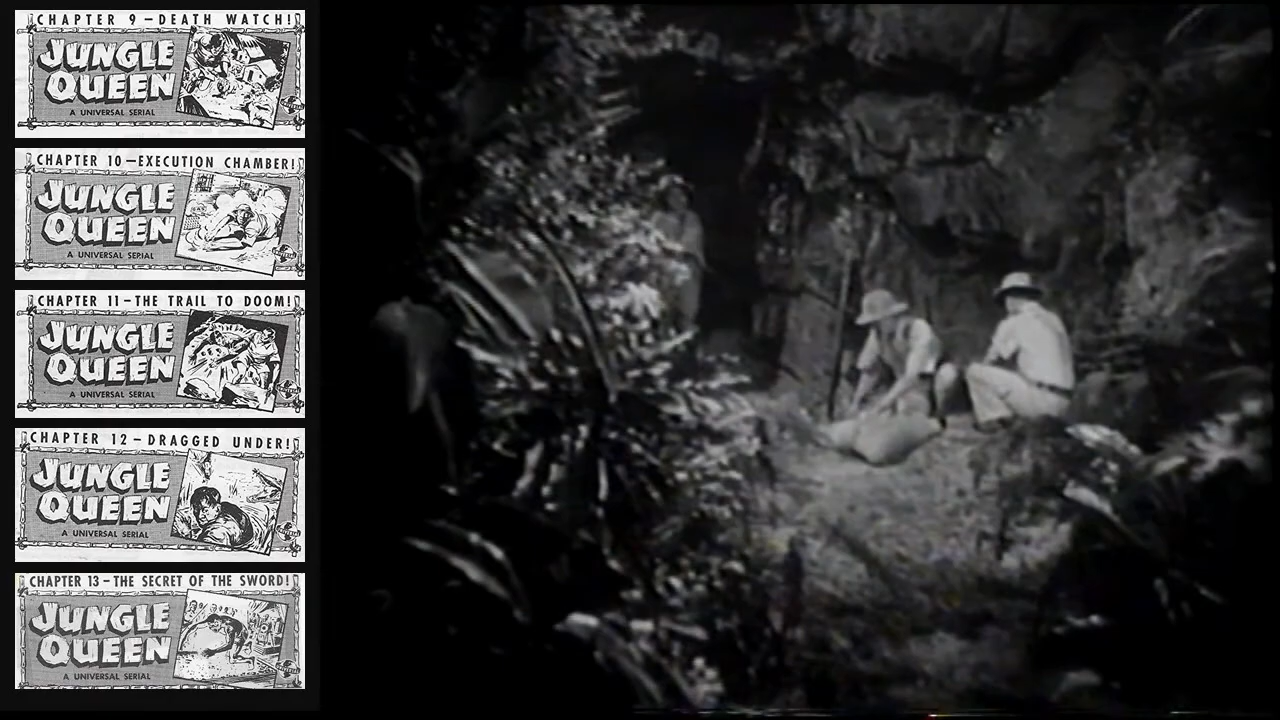 CHAPTER 9—DEATH WATCH!
JUNGLE
QUEEN
A UNIVERSAL SERIAL
CHAPTER 10—EXECUTION CHAMBER!
JUNGLE
QUEEN
A UNIVERSAL SERIAL
CHAPTER 11—THE TRAIL TO DOOM!
JUNGLE
QUEEN
A UNIVERSAL SERIAL
CHAPTER 12—DRAGGED UNDER!
JUNGLE
QUEEN
A UNIVERSAL SERIAL
CHAPTER 13—THE SECRET OF THE SWORD!
JUNGLE
QUEEN
A UNIVERSAL SERIAL